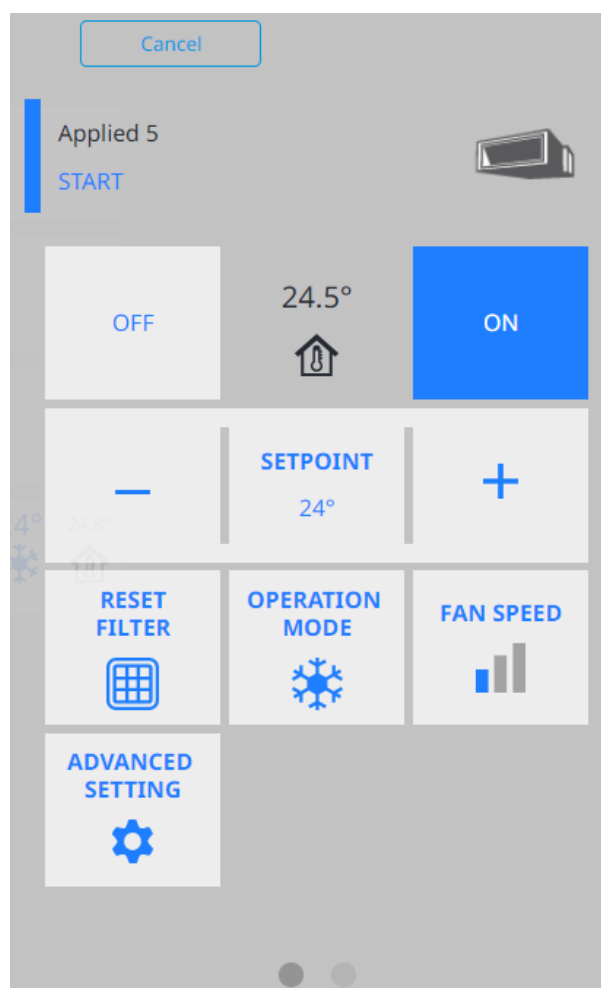 Cancel
Applied 5
START
OFF
24.5°
ON
SETPOINT
24°
RESET
FILTER
OPERATION
MODE
FAN SPEED
ADVANCED
SETTING